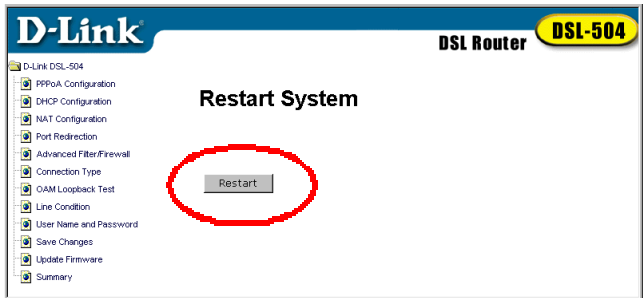 D-Link
DSL Router
DSL-504
D-Link DSL-504
PPPoA Configuration
DHCP Configuration
NAT Configuration
Port Redirection
Advanced Filter/Firewall
Connection Type
OAM Loopback Test
Line Condition
User Name and Password
Save Changes
Update Firmware
Summary
Restart System
Restart